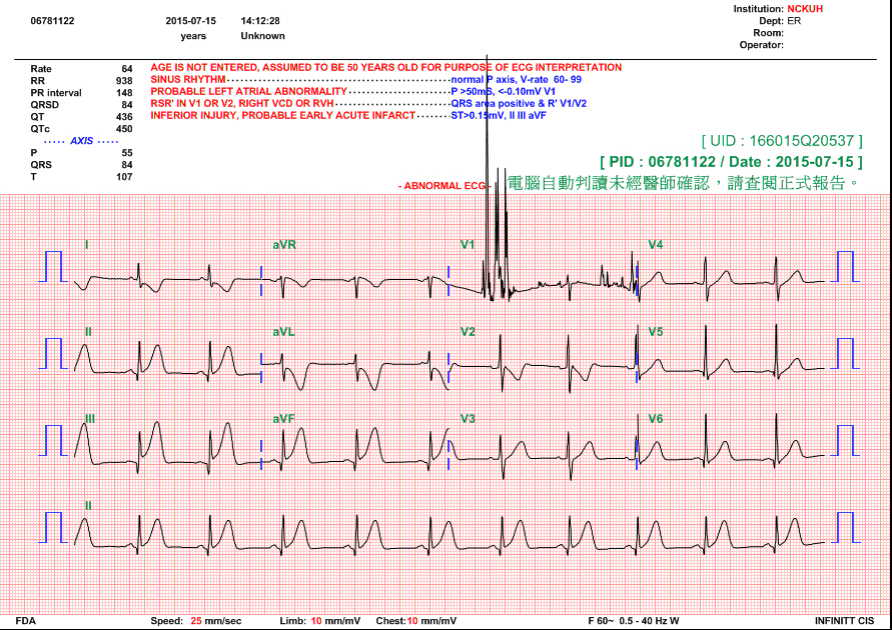 Institution: NCKUH
06781122 2015-07-15 14:12:28 Dept: ER
years Unknown Room:
Operator:
Rate 64 AGE IS NOT ENTERED, ASSUMED TO BE 50 YEARS OLD FOR PURPOSE OF ECG INTERPRETATION
RR 938 SINUS RHYTHM - - - - - normal P axis, V-rate 60- 99
PR interval 148 PROBABLE LEFT ATRIAL ABNORMALITY - - - - - P >50mS, <-0.10mV V1
QRSD 84 RSR' IN V1 OR V2, RIGHT VCD OR RVH - - - - - QRS area positive & R' V1/V2
QT 436 INFERIOR INJURY, PROBABLE EARLY ACUTE INFARCT - - - - - ST>0.15mV, II III aVF
QTc 450
- - - - - AXIS - - - - -
[ UID : 166015Q20537 ]
P 55
QRS 84 [ PID : 06781122 / Date : 2015-07-15 ]
T 107
- ABNORMAL ECG - 電腦自動判讀未經醫師確認，請查閱正式報告。
I aVR V1 V4
II aVL V2 V5
III aVF V3 V6
II
FDA Speed: 25 mm/sec Limb: 10 mm/mV Chest: 10 mm/mV F 60~ 0.5 - 40 Hz W INFINITT CIS